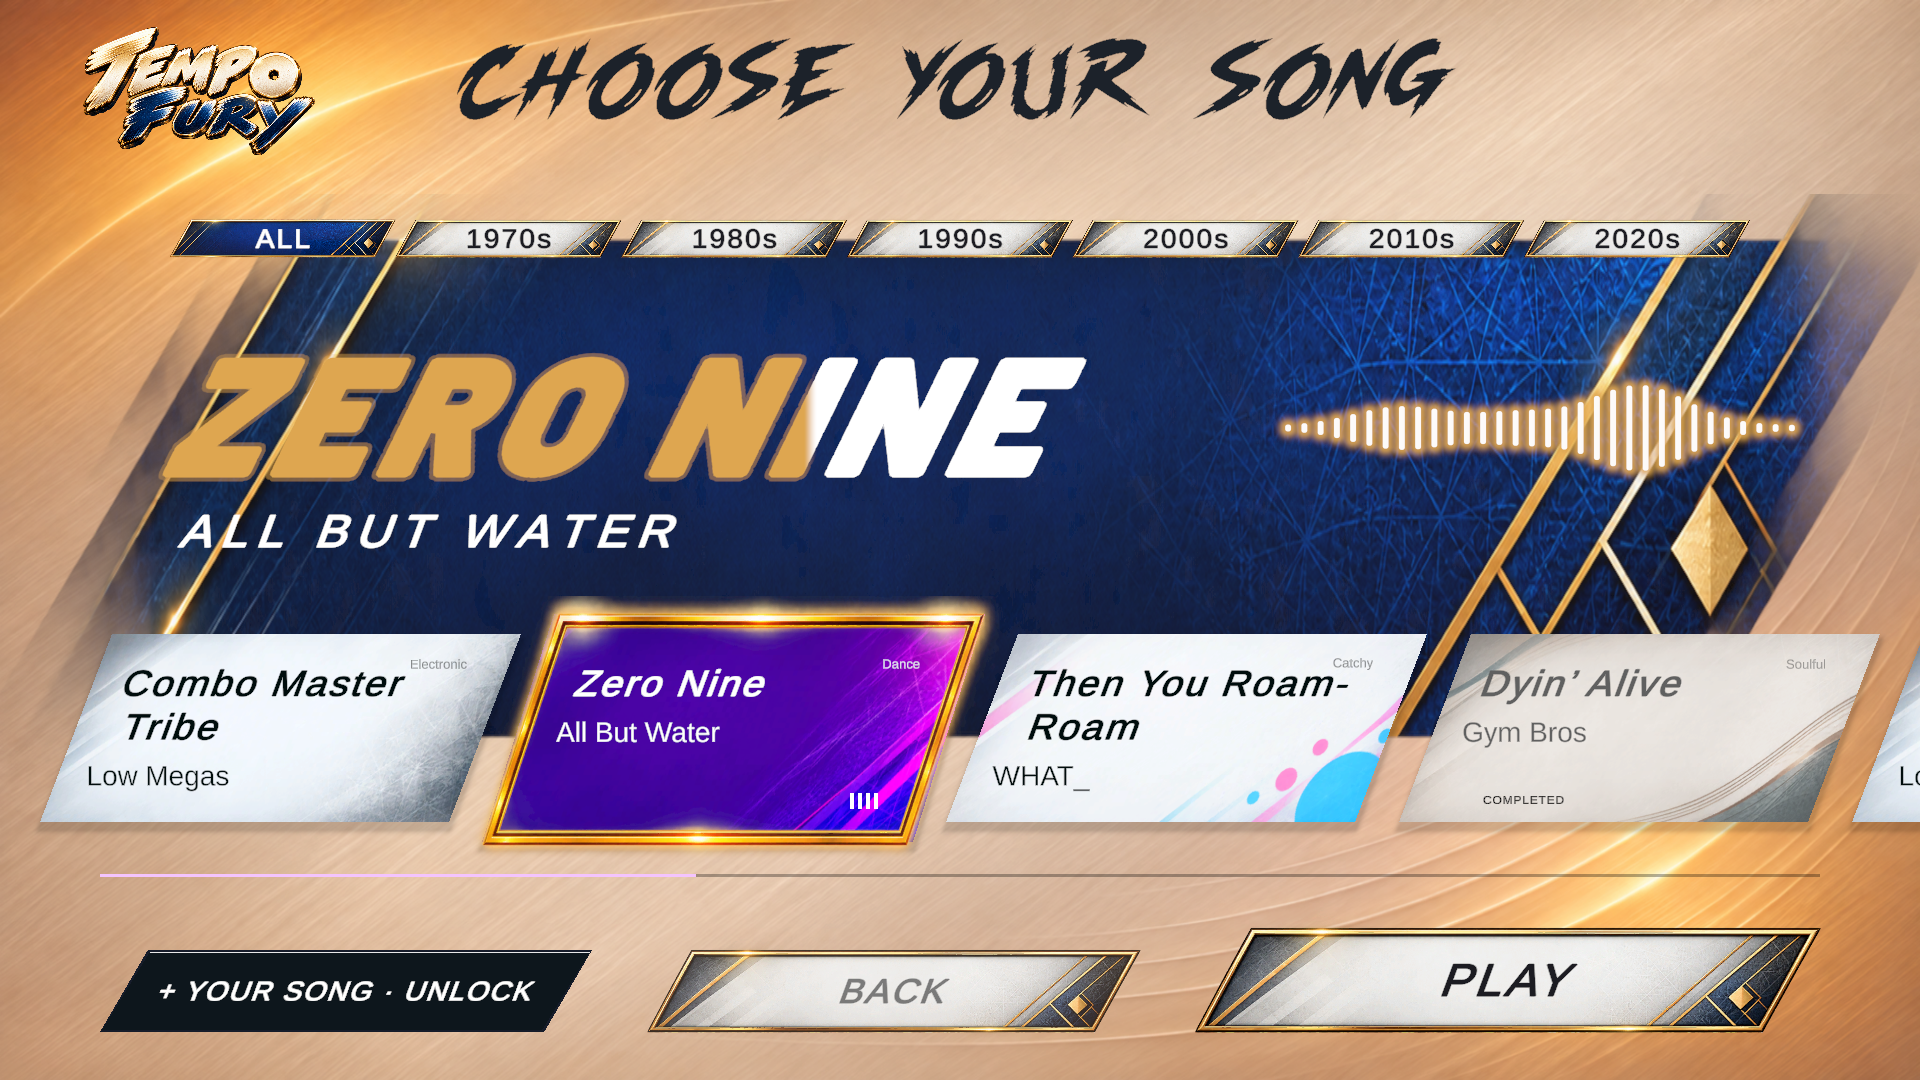 TEMPO
FURY
CHOOSE YOUR SONG
ALL
1970s
1980s
1990s
2000s
2010s
2020s
ZERO NINE
ALL BUT WATER
Combo Master
Tribe
Electronic
Low Megas
Zero Nine
Dance
All But Water
Then You Roam-
Roam
Catchy
WHAT_
Dyin’ Alive
Soulful
Gym Bros
COMPLETED
+ YOUR SONG · UNLOCK
BACK
PLAY